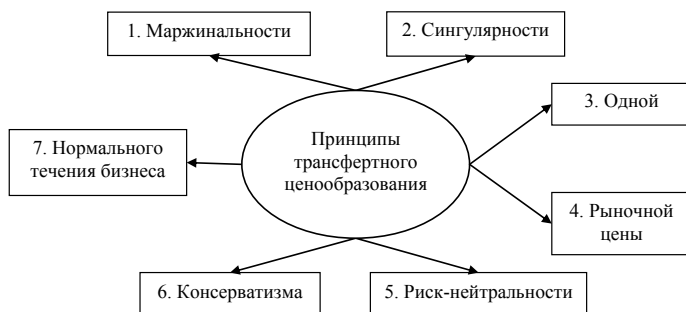 1. Маржинальности
2. Сингулярности
3. Одной
Принципы
трансфертного
ценообразования
7. Нормального
течения бизнеса
4. Рыночной
цены
6. Консерватизма
5. Риск-нейтральности